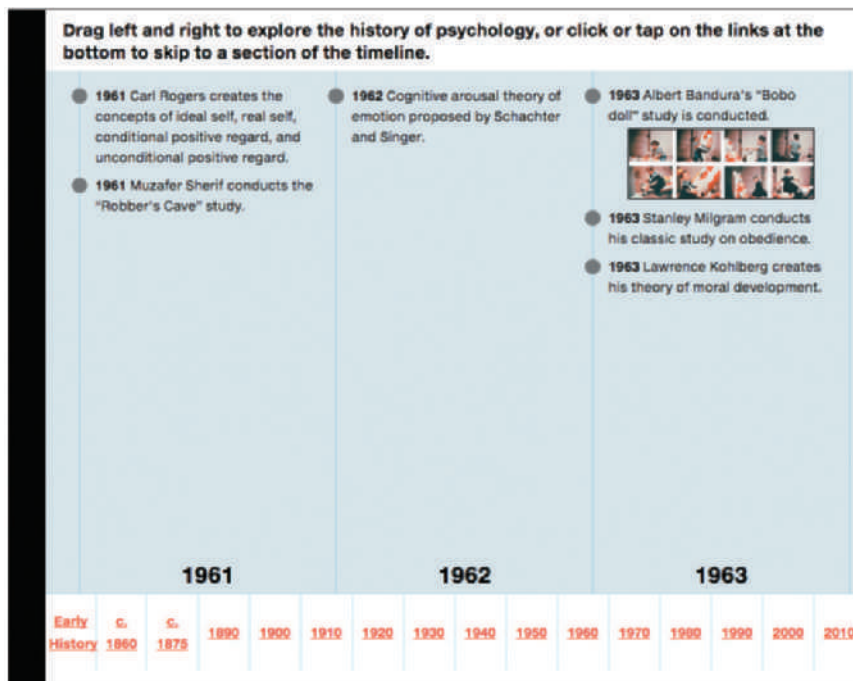 Drag left and right to explore the history of psychology, or click or tap on the links at the
bottom to skip to a section of the timeline.
1961 Carl Rogers creates the
concepts of ideal self, real self,
conditional positive regard, and
unconditional positive regard.
1961 Muzafer Sherif conducts the
"Robber's Cave" study.
1962 Cognitive arousal theory of
emotion proposed by Schachter
and Singer.
1963 Albert Bandura's "Bobo
doll" study is conducted.
1963 Stanley Milgram conducts
his classic study on obedience.
1963 Lawrence Kohlberg creates
his theory of moral development.
1961
1962
1963
Early
History
c.
1860
c.
1875
1890
1900
1910
1920
1930
1940
1950
1960
1970
1980
1990
2000
2010